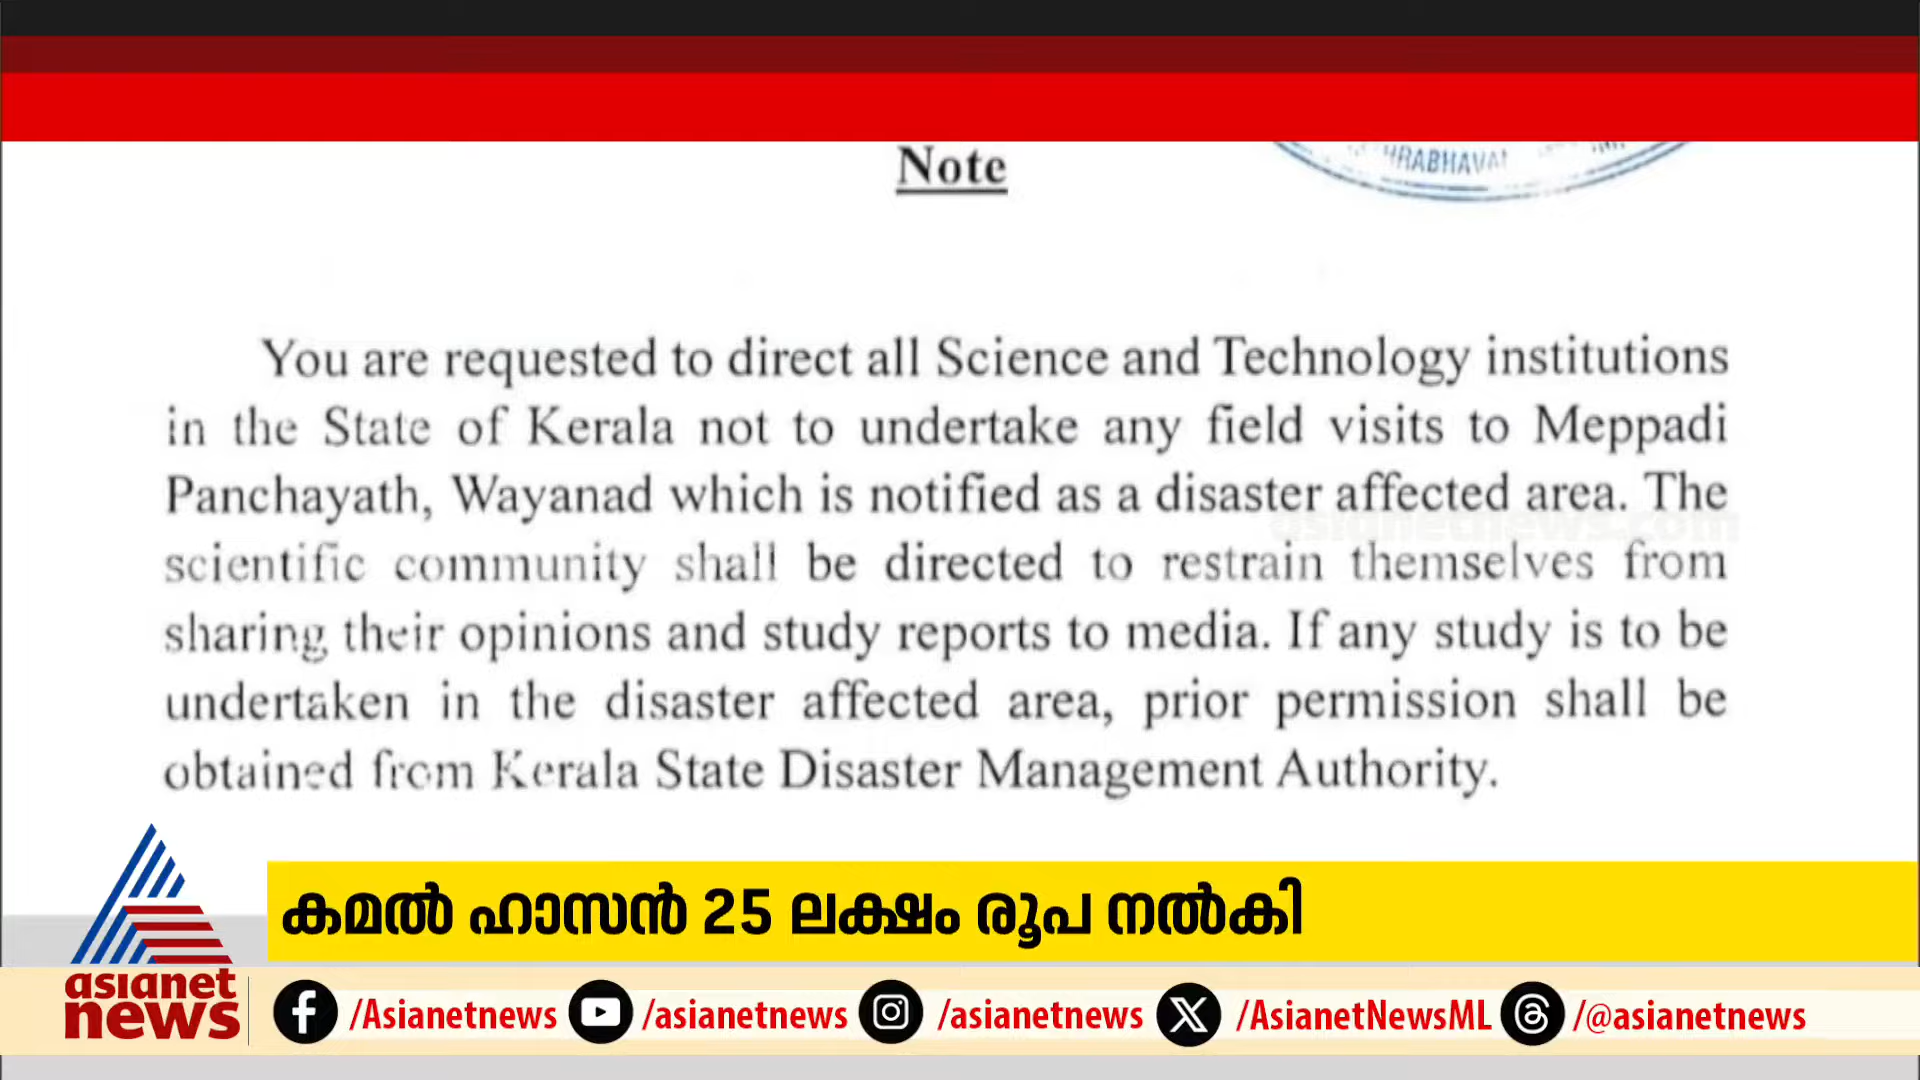 Note
You are requested to direct all Science and Technology institutions
in the State of Kerala not to undertake any field visits to Meppadi
Panchayath, Wayanad which is notified as a disaster affected area. The
asianetnews.com
scientific community shall be directed to restrain themselves from
sharing their opinions and study reports to media. If any study is to be
undertaken in the disaster affected area, prior permission shall be
obtained from Kerala State Disaster Management Authority.
കമൽ ഹാസൻ 25 ലക്ഷം രൂപ നൽകി
asianet
news
/Asianetnews /asianetnews /asianetnews /AsianetNewsML /@asianetnews